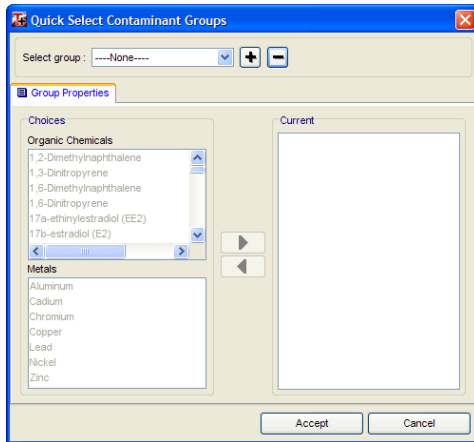 Quick Select Contaminant Groups
Select group : ----None----
Group Properties
Choices
Current
Organic Chemicals
1,2-Dimethylnaphthalene
1,3-Dinitropyrene
1,6-Dimethylnaphthalene
1,6-Dinitropyrene
17a-ethinylestradiol (EE2)
17b-estradiol (E2)
Metals
Aluminum
Cadium
Chromium
Copper
Lead
Nickel
Zinc
Accept
Cancel